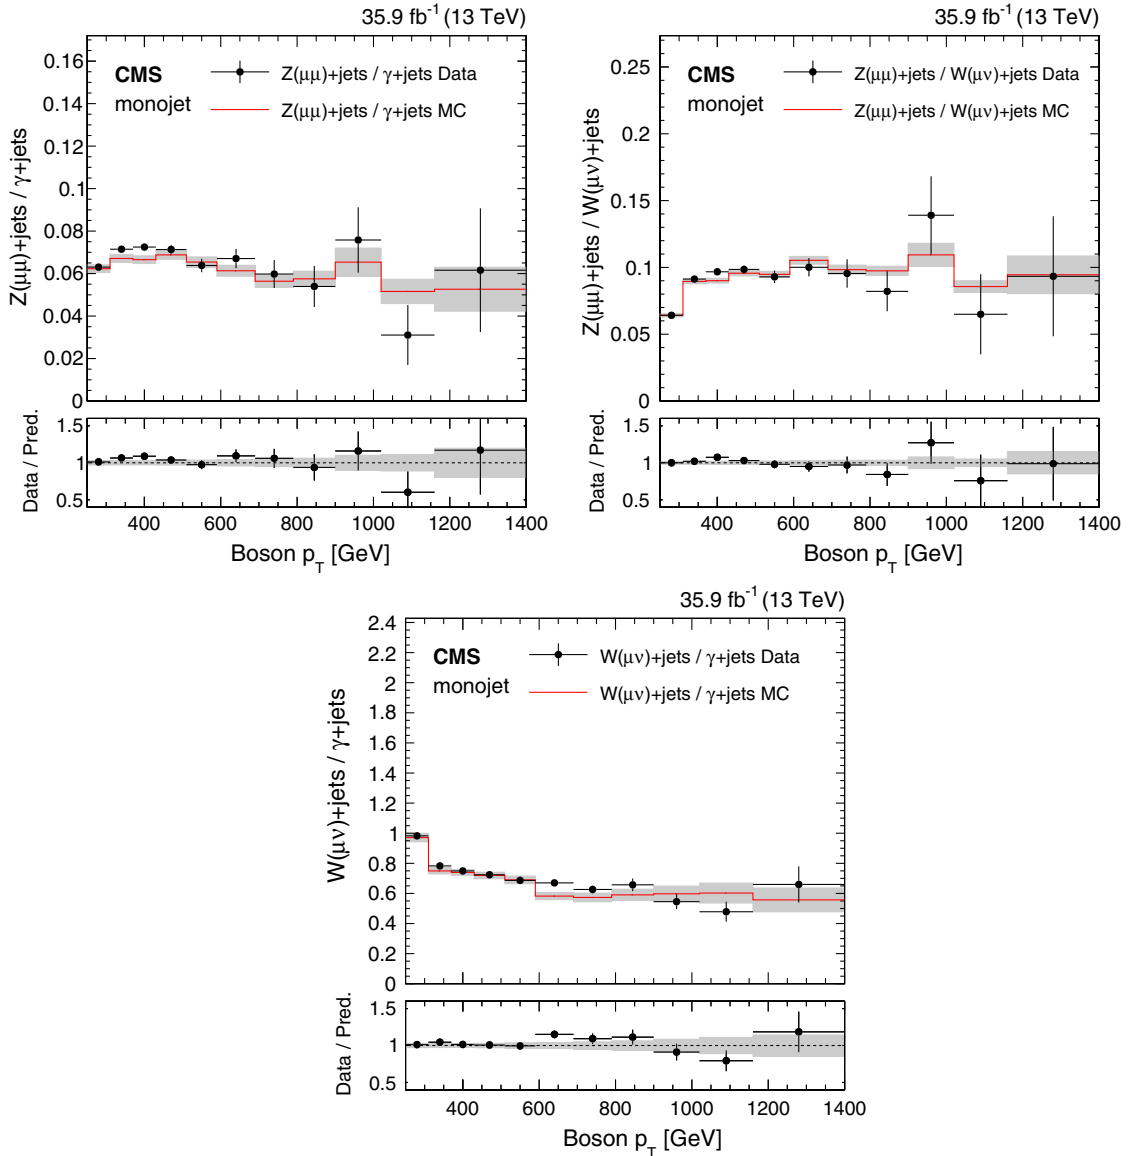 35.9 fb⁻¹ (13 TeV)
CMS
monojet
Z(μμ)+jets / γ+jets Data
Z(μμ)+jets / γ+jets MC
Z(μμ)+jets / γ+jets
0.16
0.14
0.12
0.1
0.08
0.06
0.04
0.02
0
Data / Pred.
1.5
1
0.5
400 600 800 1000 1200 1400
Boson p_T [GeV]
35.9 fb⁻¹ (13 TeV)
CMS
monojet
Z(μμ)+jets / W(μν)+jets Data
Z(μμ)+jets / W(μν)+jets MC
Z(μμ)+jets / W(μν)+jets
0.25
0.2
0.15
0.1
0.05
0
Data / Pred.
1.5
1
0.5
400 600 800 1000 1200 1400
Boson p_T [GeV]
35.9 fb⁻¹ (13 TeV)
CMS
monojet
W(μν)+jets / γ+jets Data
W(μν)+jets / γ+jets MC
W(μν)+jets / γ+jets
2.4
2.2
2
1.8
1.6
1.4
1.2
1
0.8
0.6
0.4
0.2
0
Data / Pred.
1.5
1
0.5
400 600 800 1000 1200 1400
Boson p_T [GeV]